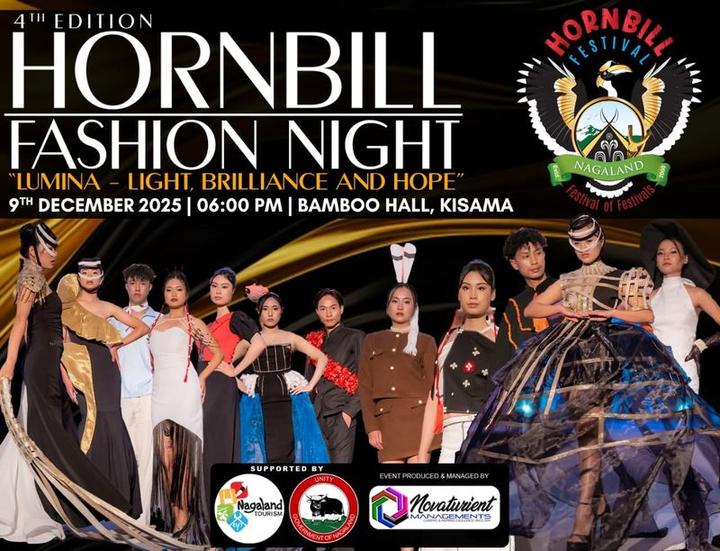 4TH EDITION
HORNBILL
FASHION NIGHT
"LUMINA - LIGHT, BRILLIANCE AND HOPE"
9TH DECEMBER 2025 | 06:00 PM | BAMBOO HALL, KISAMA
HORNBILL
FESTIVAL
NAGALAND
Festival of Festivals
SUPPORTED BY
Nagaland
TOURISM
UNITY
GOVERNMENT OF NAGALAND
EVENT PRODUCED & MANAGED BY
Novaturient
MANAGEMENTS